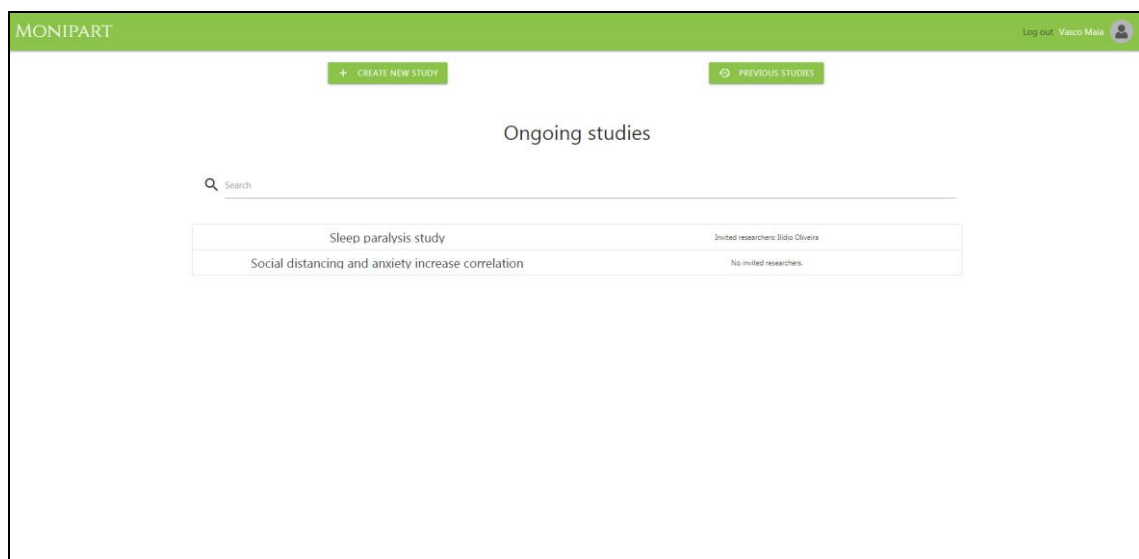 MONIPART
Log out Vasco Maia
+ CREATE NEW STUDY
PREVIOUS STUDIES
Ongoing studies
Search
Sleep paralysis study
Invited researchers: Ilídio Oliveira
Social distancing and anxiety increase correlation
No invited researchers.